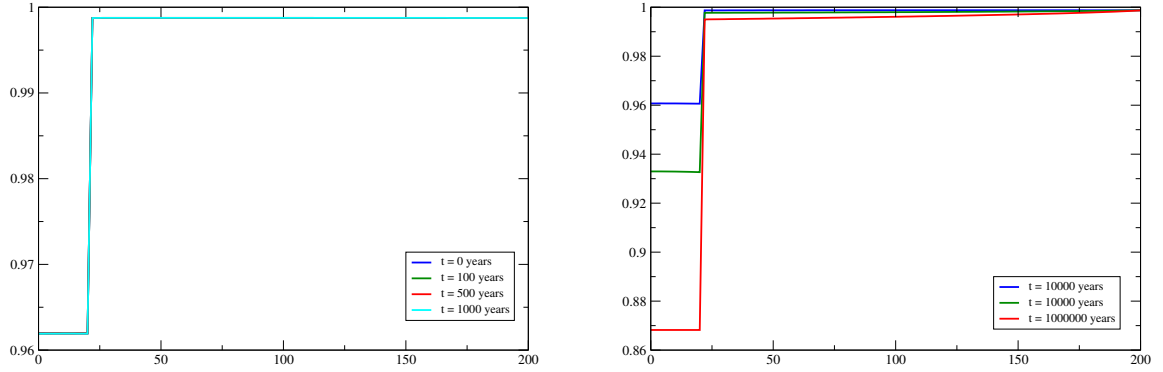 1
0.99
0.98
0.97
0.96
0 50 100 150 200
t = 0 years
t = 100 years
t = 500 years
t = 1000 years
1
0.98
0.96
0.94
0.92
0.9
0.88
0.86
0 50 100 150 200
t = 10000 years
t = 10000 years
t = 1000000 years